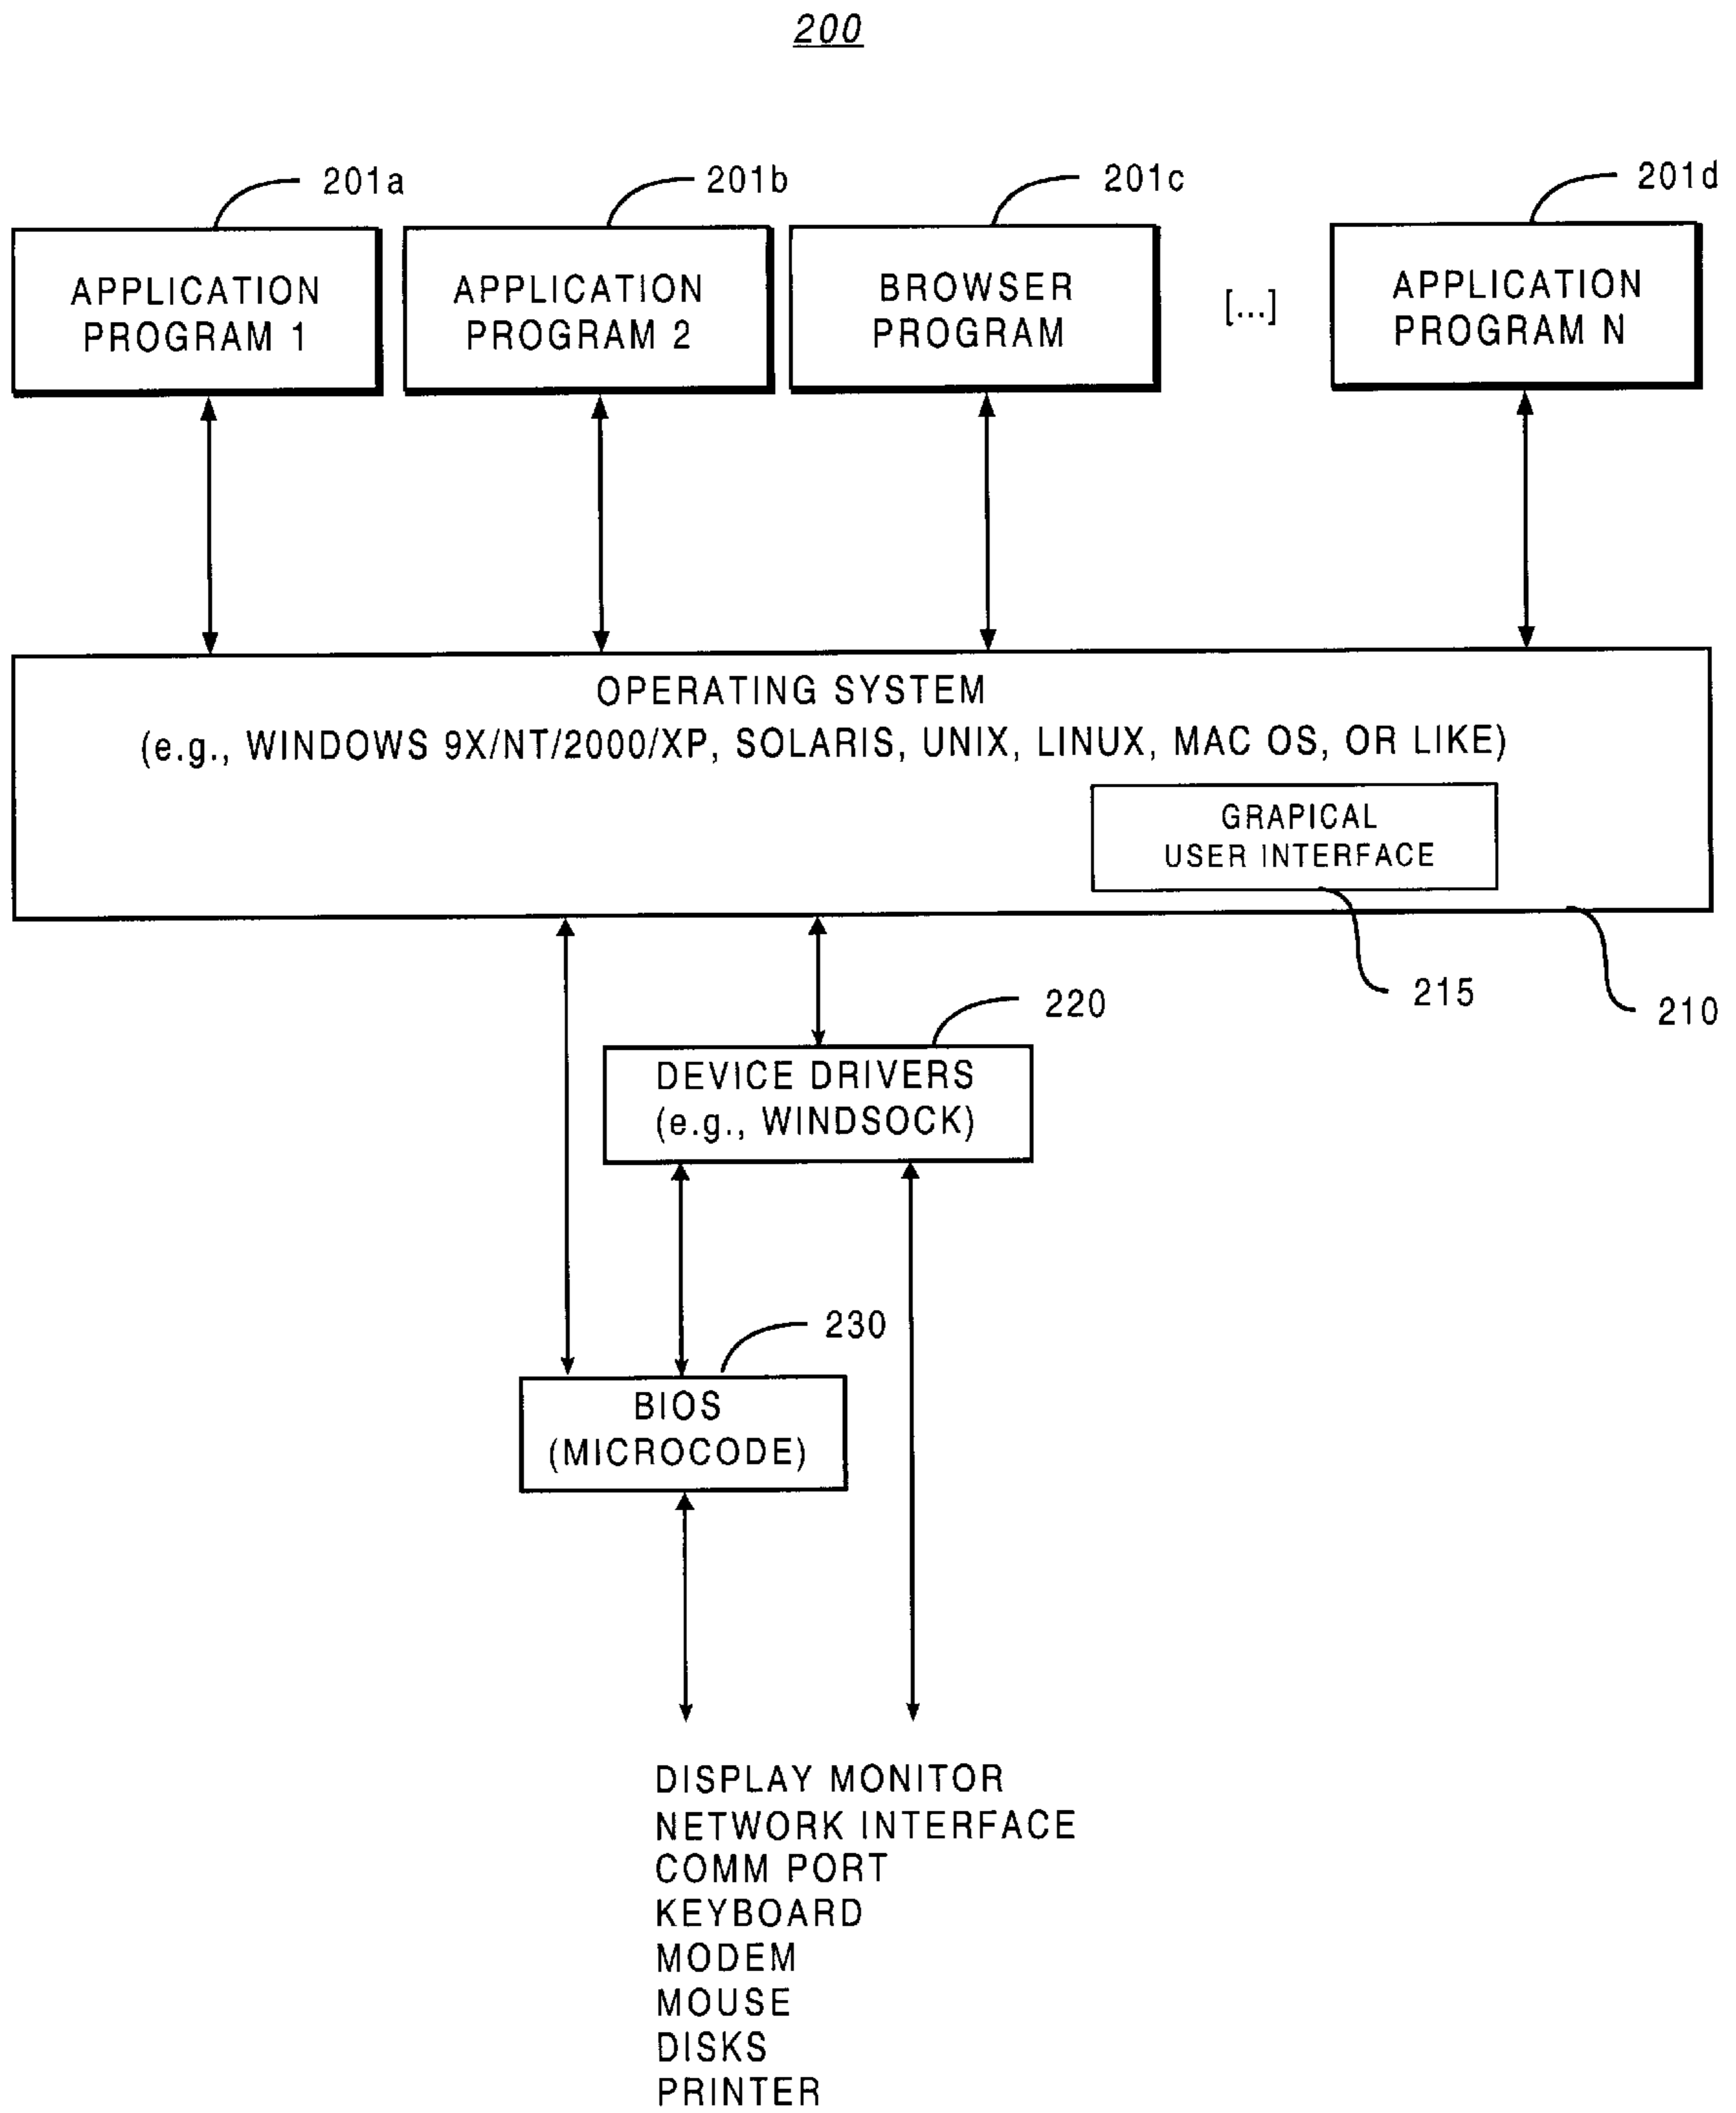 200
201a
201b
201c
201d
APPLICATION
PROGRAM 1
APPLICATION
PROGRAM 2
BROWSER
PROGRAM
[...]
APPLICATION
PROGRAM N
OPERATING SYSTEM
(e.g., WINDOWS 9X/NT/2000/XP, SOLARIS, UNIX, LINUX, MAC OS, OR LIKE)
GRAPICAL
USER INTERFACE
215
210
220
DEVICE DRIVERS
(e.g., WINDSOCK)
230
BIOS
(MICROCODE)
DISPLAY MONITOR
NETWORK INTERFACE
COMM PORT
KEYBOARD
MODEM
MOUSE
DISKS
PRINTER